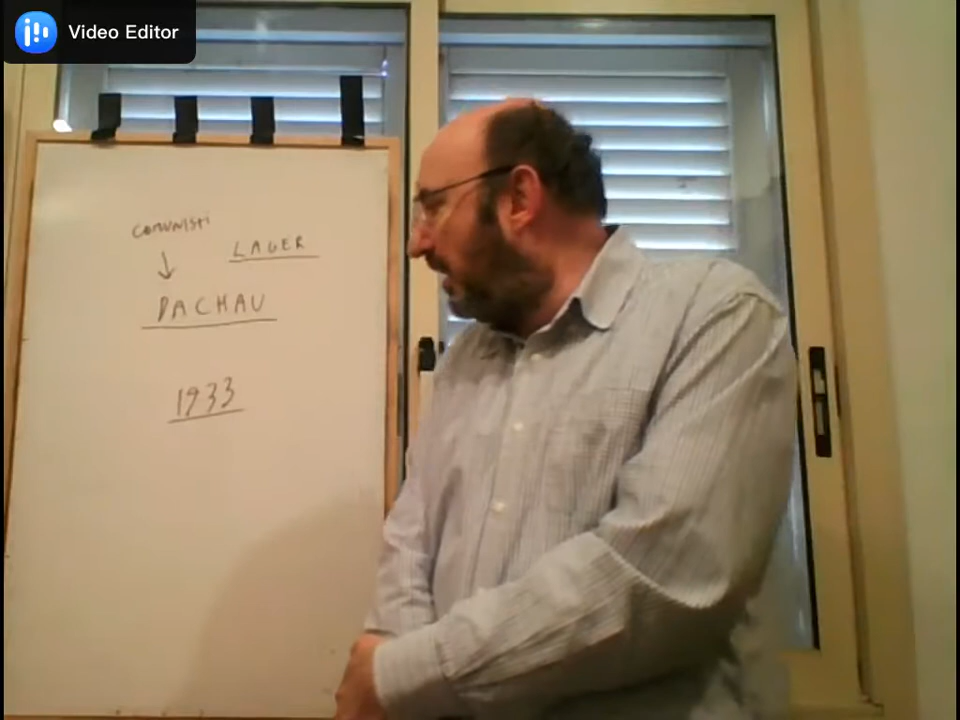 Video Editor
COMUNISTI
LAGER
↓
DACHAU
1933